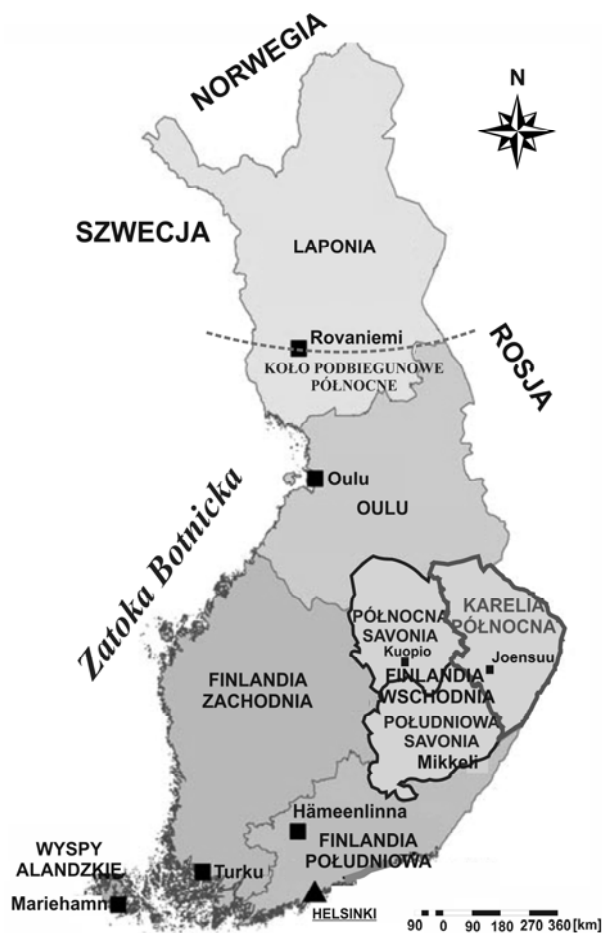 NORWEGIA
N
SZWECJA
LAPONIA
Rovaniemi
ROSJA
KOŁO PODBIEGUNOWE
PÓŁNOCNE
Oulu
OULU
Zatoka Botnicka
PÓŁNOCNA
SAVONIA
Kuopio
KARELIA
PÓŁNOCNA
Joensuu
FINLANDIA
ZACHODNIA
FINLANDIA
WSCHODNIA
POŁUDNIOWA
SAVONIA
Mikkeli
Hämeenlinna
FINLANDIA
POŁUDNIOWA
WYSPY
ALANDZKIE
Turku
Mariehamn
HELSINKI
90 0 90 180 270 360 [km]